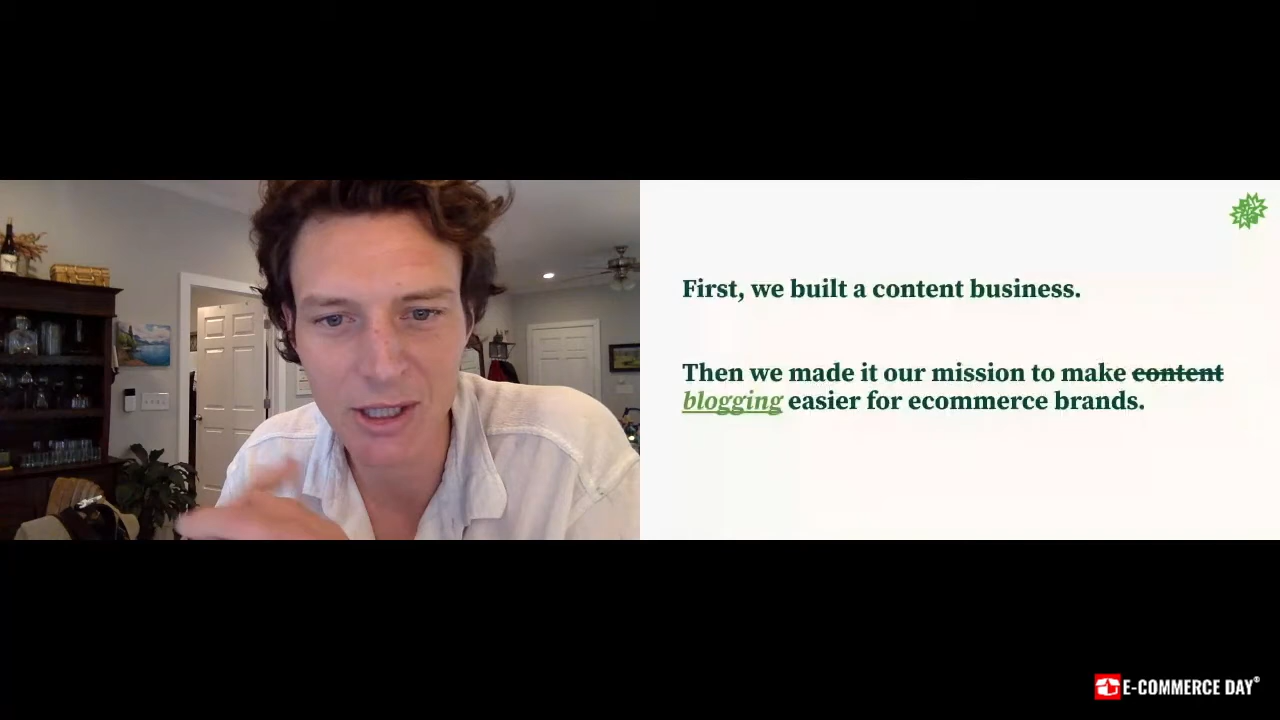 First, we built a content business.
Then we made it our mission to make content
blogging easier for ecommerce brands.
E-COMMERCE DAY®